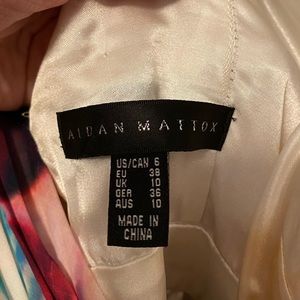 AIDAN MATTOX
US/CAN 6
EU 38
UK 10
GER 36
AUS 10
MADE IN
CHINA